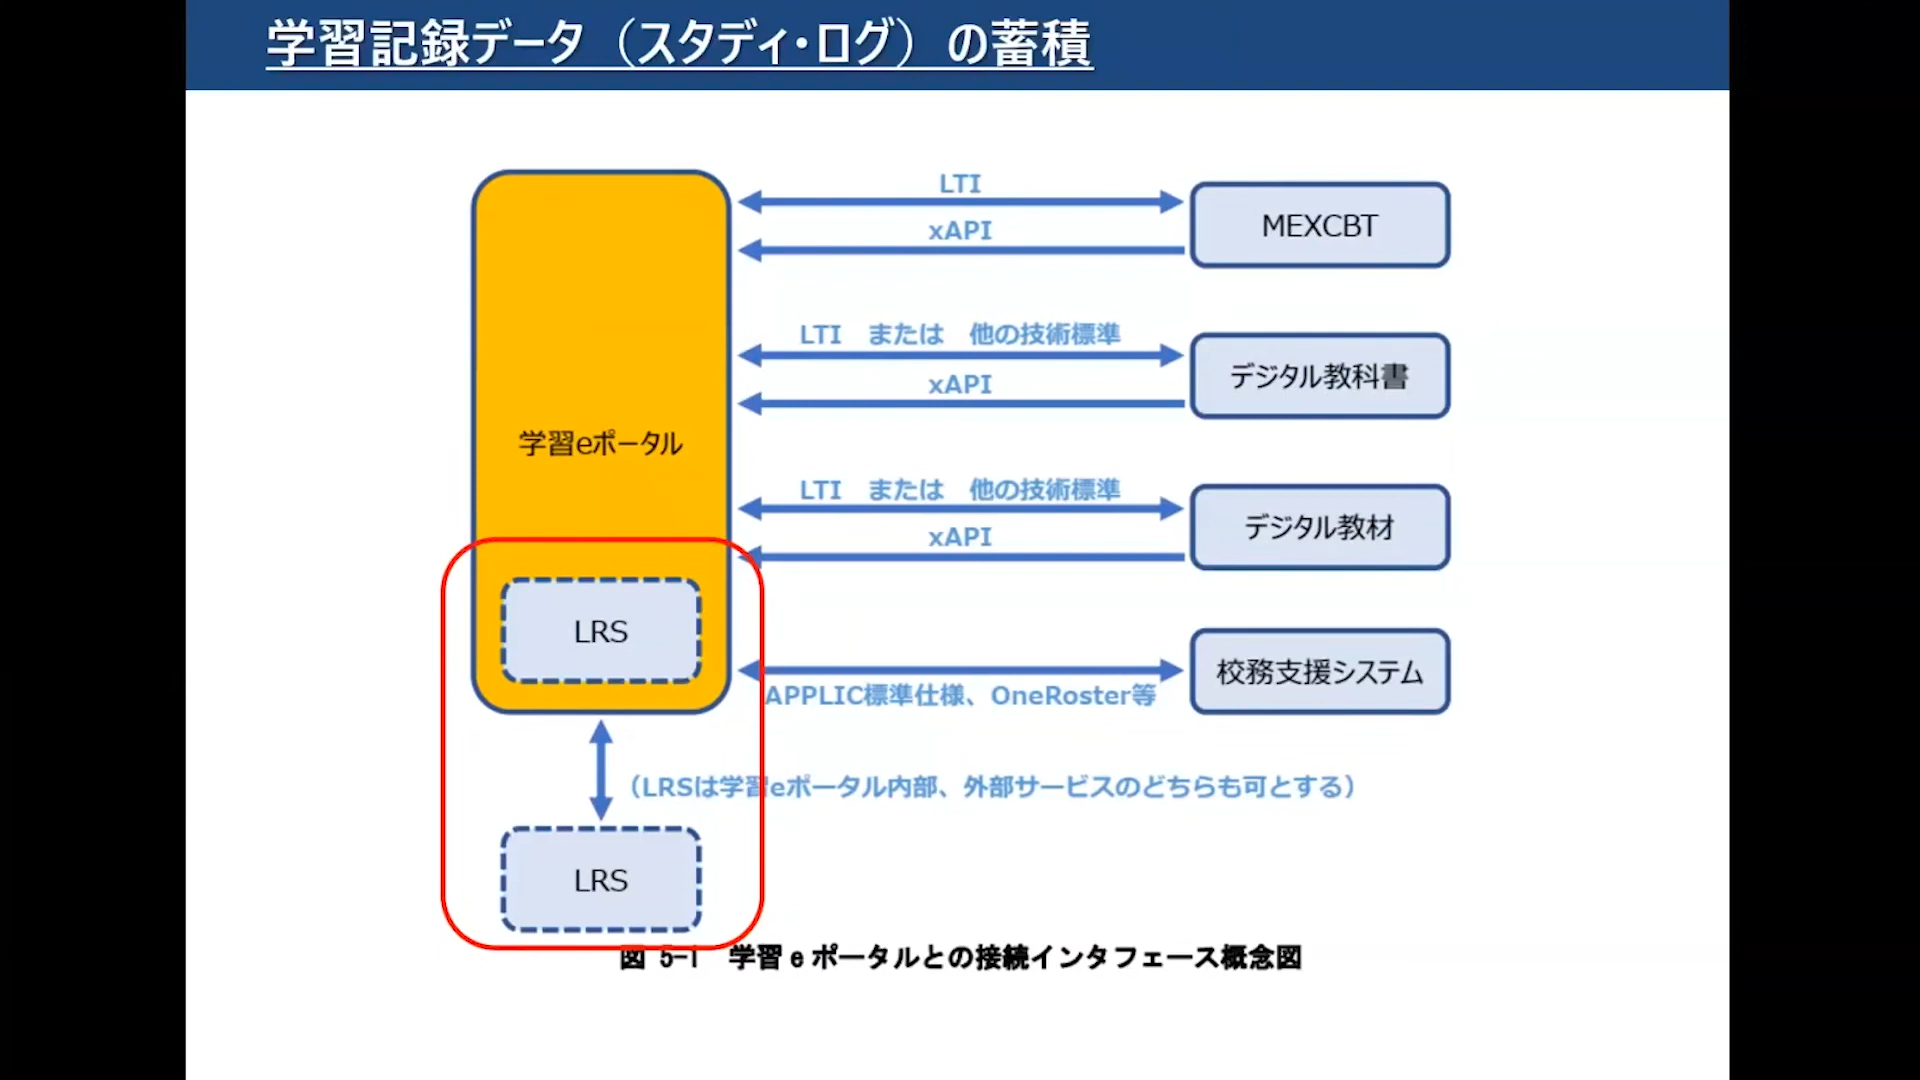 学習記録データ（スタディ・ログ）の蓄積
LTI
xAPI
MEXCBT
LTI　または　他の技術標準
xAPI
デジタル教科書
学習eポータル
LTI　または　他の技術標準
xAPI
デジタル教材
LRS
APPLIC標準仕様、OneRoster等
校務支援システム
（LRSは学習eポータル内部、外部サービスのどちらも可とする）
LRS
図 5-1　学習ｅポータルとの接続インタフェース概念図